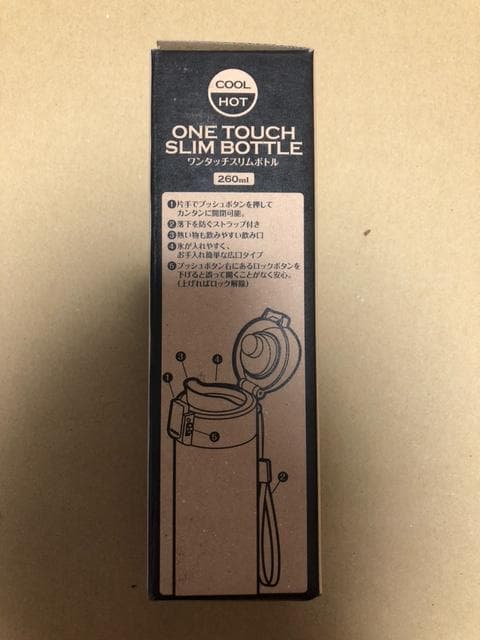 COOL
HOT
ONE TOUCH
SLIM BOTTLE
ワンタッチスリムボトル
260ml
❶片手でプッシュボタンを押して
カンタンに開閉可能。
❷落下を防ぐストラップ付き
❸熱い物も飲みやすい飲み口
❹氷が入れやすく、
お手入れ簡単な広口タイプ
❺プッシュボタン右にあるロックボタンを
下げると誤って開くことがなく安心。
(上げればロック解除)
❸
❹
❶
❺
❷